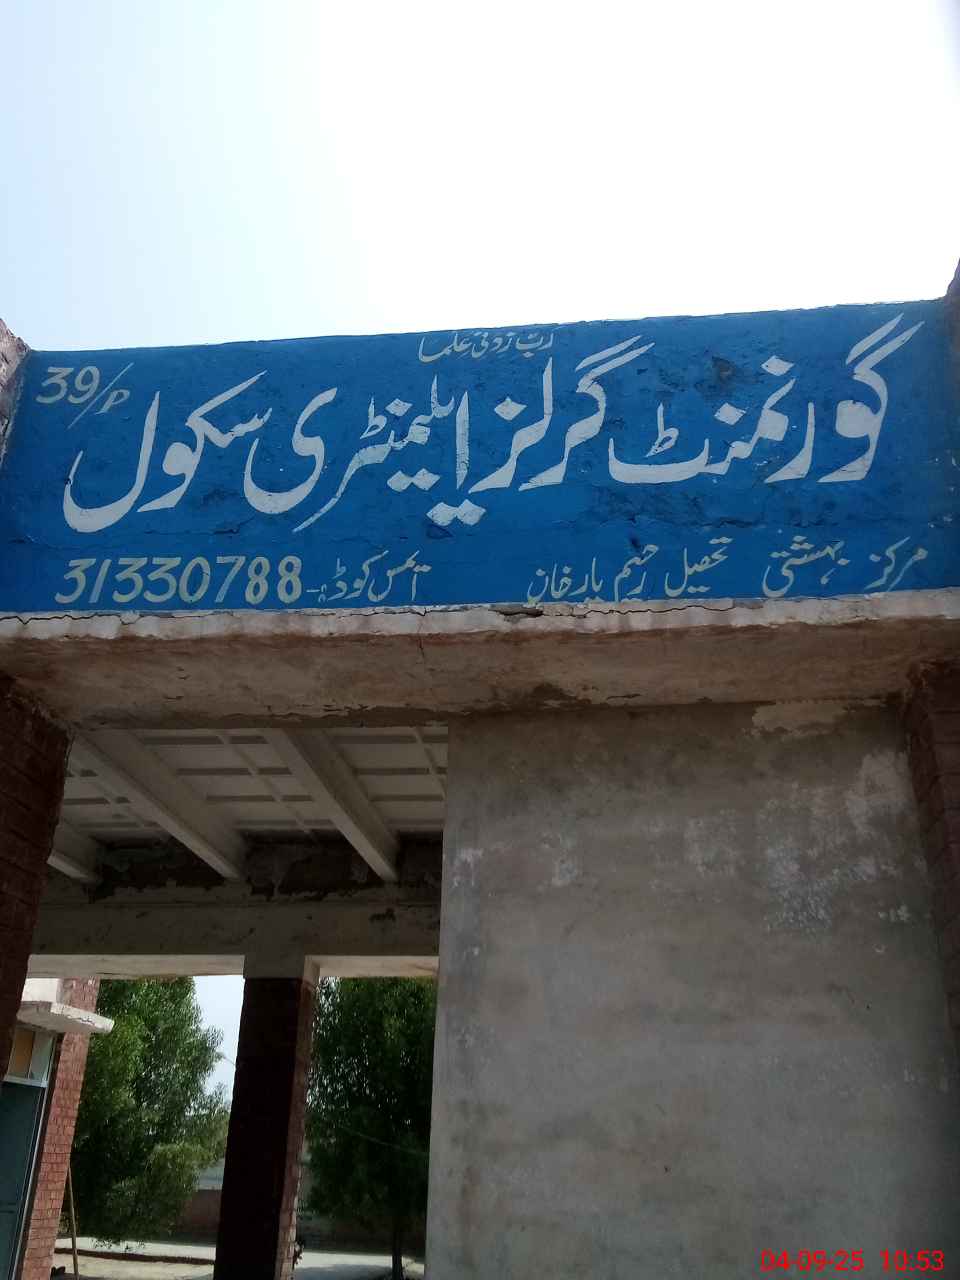 ربّ زدنی علما
گورنمنٹ گرلز ایلیمنٹری سکول 39/P
مرکز بہشتی تحصیل رحیم یار خان آئمس کوڈ۔ 31330788
04-09-25 10:53